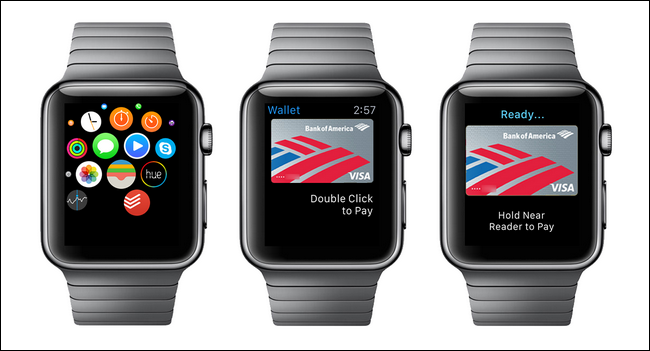 hue
Wallet 2:57
Bank of America
VISA
Double Click
to Pay
Ready...
Bank of America
VISA
Hold Near
Reader to Pay